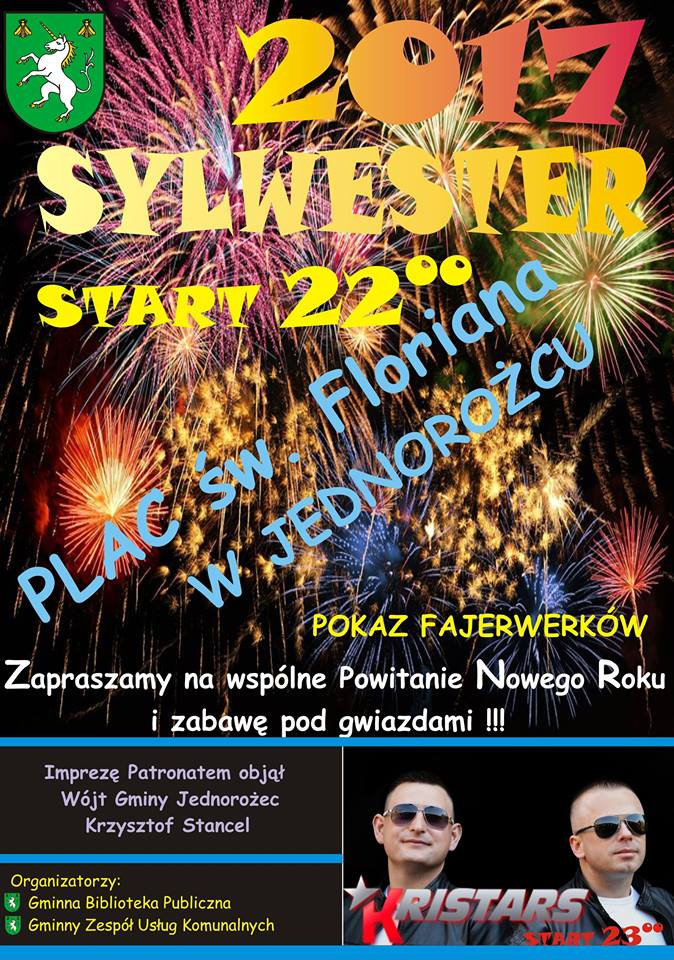 2017
SYLWESTER
START 22⁰⁰
PLAC św. Floriana
W JEDNOROŻCU
POKAZ FAJERWERKÓW
Zapraszamy na wspólne Powitanie Nowego Roku
i zabawę pod gwiazdami !!!
Imprezę Patronatem objął
Wójt Gminy Jednorożec
Krzysztof Stancel
Organizatorzy:
Gminna Biblioteka Publiczna
Gminny Zespół Usług Komunalnych
KRISTARS
START 23⁰⁰